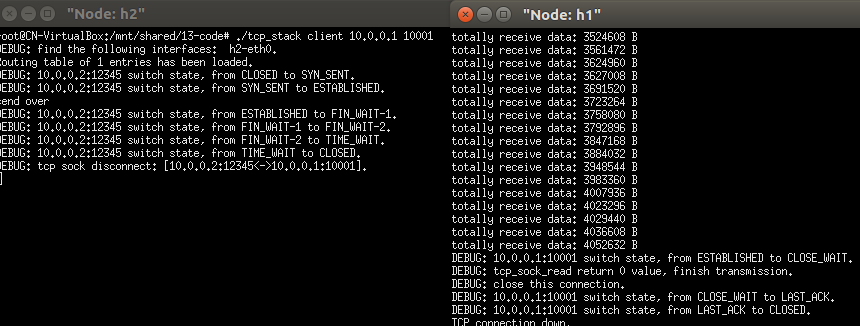 "Node: h2"
root@CN-VirtualBox:/mnt/shared/13-code# ./tcp_stack client 10.0.0.1 10001
DEBUG: find the following interfaces:  h2-eth0.
Routing table of 1 entries has been loaded.
DEBUG: 10.0.0.2:12345 switch state, from CLOSED to SYN_SENT.
DEBUG: 10.0.0.2:12345 switch state, from SYN_SENT to ESTABLISHED.
send over
DEBUG: 10.0.0.2:12345 switch state, from ESTABLISHED to FIN_WAIT-1.
DEBUG: 10.0.0.2:12345 switch state, from FIN_WAIT-1 to FIN_WAIT-2.
DEBUG: 10.0.0.2:12345 switch state, from FIN_WAIT-2 to TIME_WAIT.
DEBUG: 10.0.0.2:12345 switch state, from TIME_WAIT to CLOSED.
DEBUG: tcp sock disconnect: [10.0.0.2:12345<->10.0.0.1:10001].
"Node: h1"
totally receive data: 3524608 B
totally receive data: 3561472 B
totally receive data: 3624960 B
totally receive data: 3627008 B
totally receive data: 3691520 B
totally receive data: 3723264 B
totally receive data: 3758080 B
totally receive data: 3792896 B
totally receive data: 3847168 B
totally receive data: 3884032 B
totally receive data: 3948544 B
totally receive data: 3983360 B
totally receive data: 4007936 B
totally receive data: 4023296 B
totally receive data: 4029440 B
totally receive data: 4036608 B
totally receive data: 4052632 B
DEBUG: 10.0.0.1:10001 switch state, from ESTABLISHED to CLOSE_WAIT.
DEBUG: tcp_sock_read return 0 value, finish transmission.
DEBUG: close this connection.
DEBUG: 10.0.0.1:10001 switch state, from CLOSE_WAIT to LAST_ACK.
DEBUG: 10.0.0.1:10001 switch state, from LAST_ACK to CLOSED.
TCP connection down.